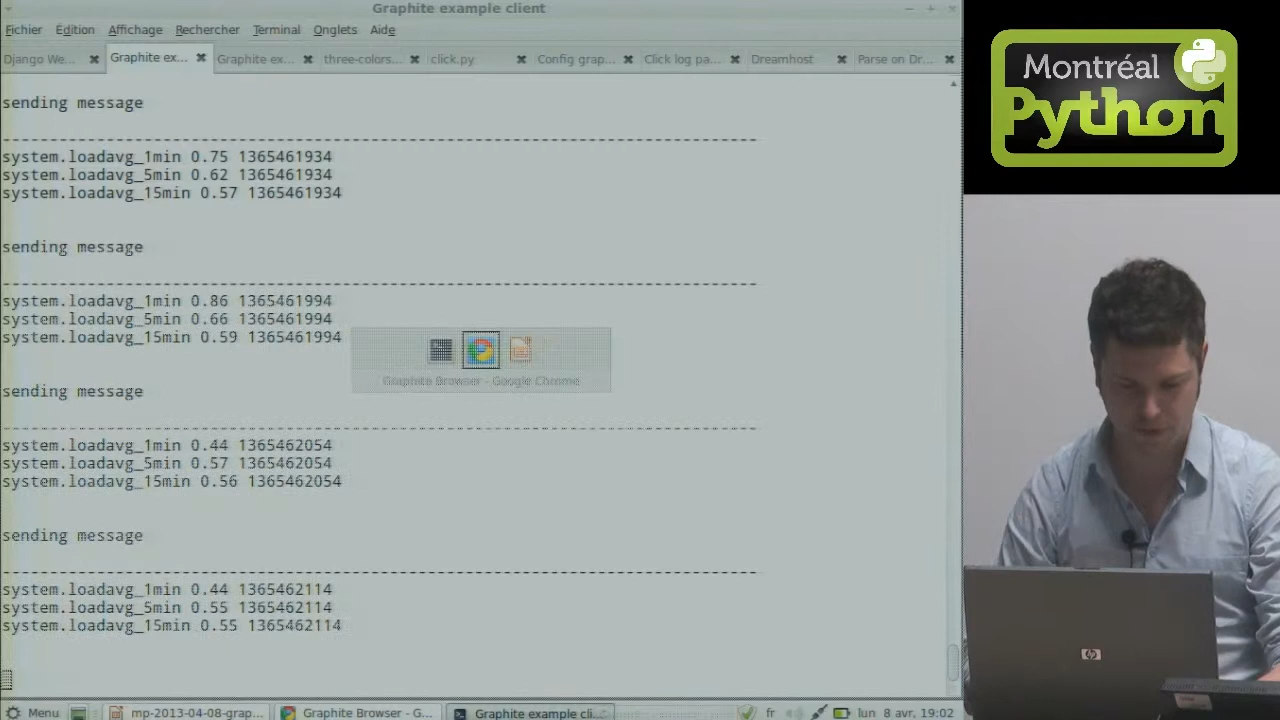 Graphite example client
Fichier Édition Affichage Rechercher Terminal Onglets Aide
Django We... Graphite ex... Graphite ex... three-colors... click.py Config grap... Click log pa... Dreamhost Parse on Dr...
sending message
-------------------------------------------------------------------------------
system.loadavg_1min 0.75 1365461934
system.loadavg_5min 0.62 1365461934
system.loadavg_15min 0.57 1365461934
sending message
-------------------------------------------------------------------------------
system.loadavg_1min 0.86 1365461994
system.loadavg_5min 0.66 1365461994
system.loadavg_15min 0.59 1365461994
Graphite Browser - Google Chrome
sending message
-------------------------------------------------------------------------------
system.loadavg_1min 0.44 1365462054
system.loadavg_5min 0.57 1365462054
system.loadavg_15min 0.56 1365462054
sending message
-------------------------------------------------------------------------------
system.loadavg_1min 0.44 1365462114
system.loadavg_5min 0.55 1365462114
system.loadavg_15min 0.55 1365462114
Menu mp-2013-04-08-grap... Graphite Browser - G... Graphite example cli... fr lun 8 avr, 19:02
Montréal
Python
hp